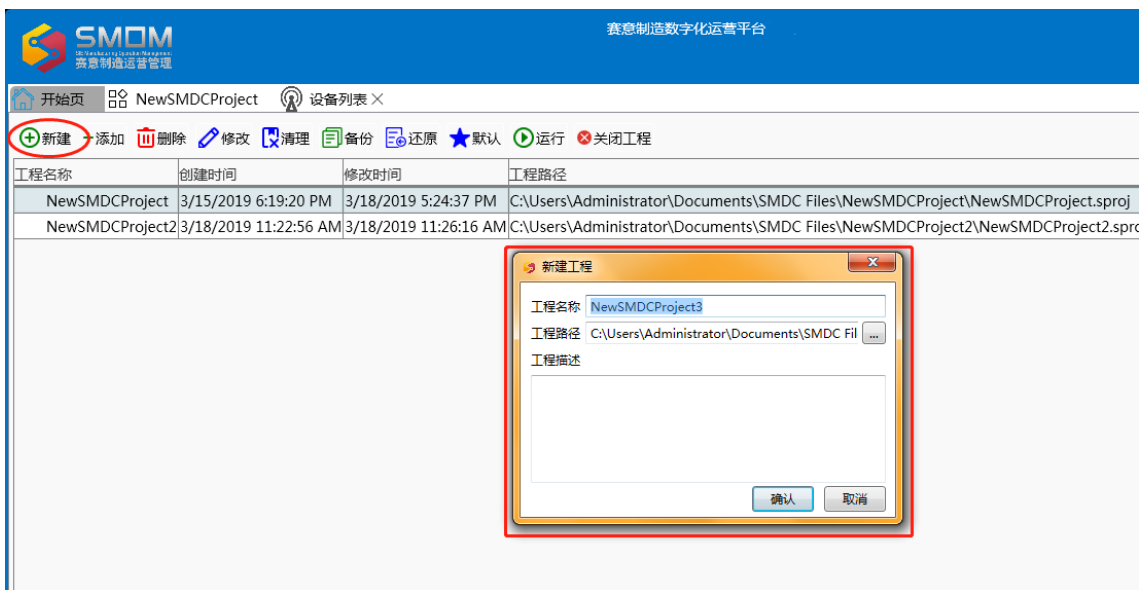 赛意制造数字化运营平台
SMOM
赛意制造运营管理
开始页 NewSMDCProject 设备列表
新建 添加 删除 修改 清理 备份 还原 默认 运行 关闭工程
工程名称 创建时间 修改时间 工程路径
NewSMDCProject 3/15/2019 6:19:20 PM 3/18/2019 5:24:37 PM C:\Users\Administrator\Documents\SMDC Files\NewSMDCProject\NewSMDCProject.sproj
NewSMDCProject2 3/18/2019 11:22:56 AM 3/18/2019 11:26:16 AM C:\Users\Administrator\Documents\SMDC Files\NewSMDCProject2\NewSMDCProject2.spro
新建工程
工程名称 NewSMDCProject3
工程路径 C:\Users\Administrator\Documents\SMDC Fil ...
工程描述
确认 取消